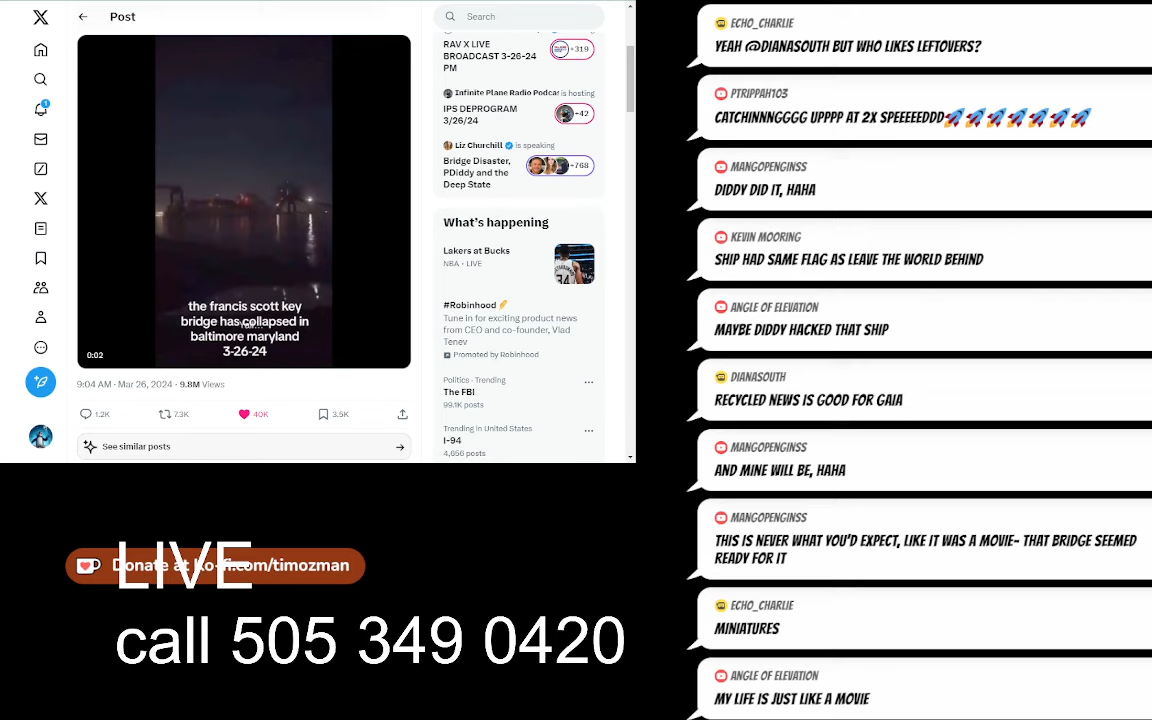 Post
the francis scott key
bridge has collapsed in
baltimore maryland
3-26-24
0:02
9:04 AM · Mar 26, 2024 · 9.8M Views
1.2K
7.3K
40K
3.5K
See similar posts
1
Search
RAV X LIVE
BROADCAST 3-26-24
PM
+319
Infinite Plane Radio Podcas is hosting
IPS DEPROGRAM
3/26/24
+42
Liz Churchill is speaking
Bridge Disaster,
PDiddy and the
Deep State
+768
What's happening
Lakers at Bucks
NBA · LIVE
34
#Robinhood
Tune in for exciting product news
from CEO and co-founder, Vlad
Tenev
Promoted by Robinhood
Politics · Trending
The FBI
99.1K posts
Trending in United States
I-94
4,656 posts
Donate at ko-fi.com/timozman
LIVE
call 505 349 0420
ECHO_CHARLIE
YEAH @DIANASOUTH BUT WHO LIKES LEFTOVERS?
PTRIPPAH103
CATCHINNNGGGG UPPPP AT 2X SPEEEEDDD🚀🚀🚀🚀🚀🚀🚀
MANGOPENGINSS
DIDDY DID IT, HAHA
KEVIN MOORING
SHIP HAD SAME FLAG AS LEAVE THE WORLD BEHIND
ANGLE OF ELEVATION
MAYBE DIDDY HACKED THAT SHIP
DIANASOUTH
RECYCLED NEWS IS GOOD FOR GAIA
MANGOPENGINSS
AND MINE WILL BE, HAHA
MANGOPENGINSS
THIS IS NEVER WHAT YOU'D EXPECT, LIKE IT WAS A MOVIE- THAT BRIDGE SEEMED
READY FOR IT
ECHO_CHARLIE
MINIATURES
ANGLE OF ELEVATION
MY LIFE IS JUST LIKE A MOVIE